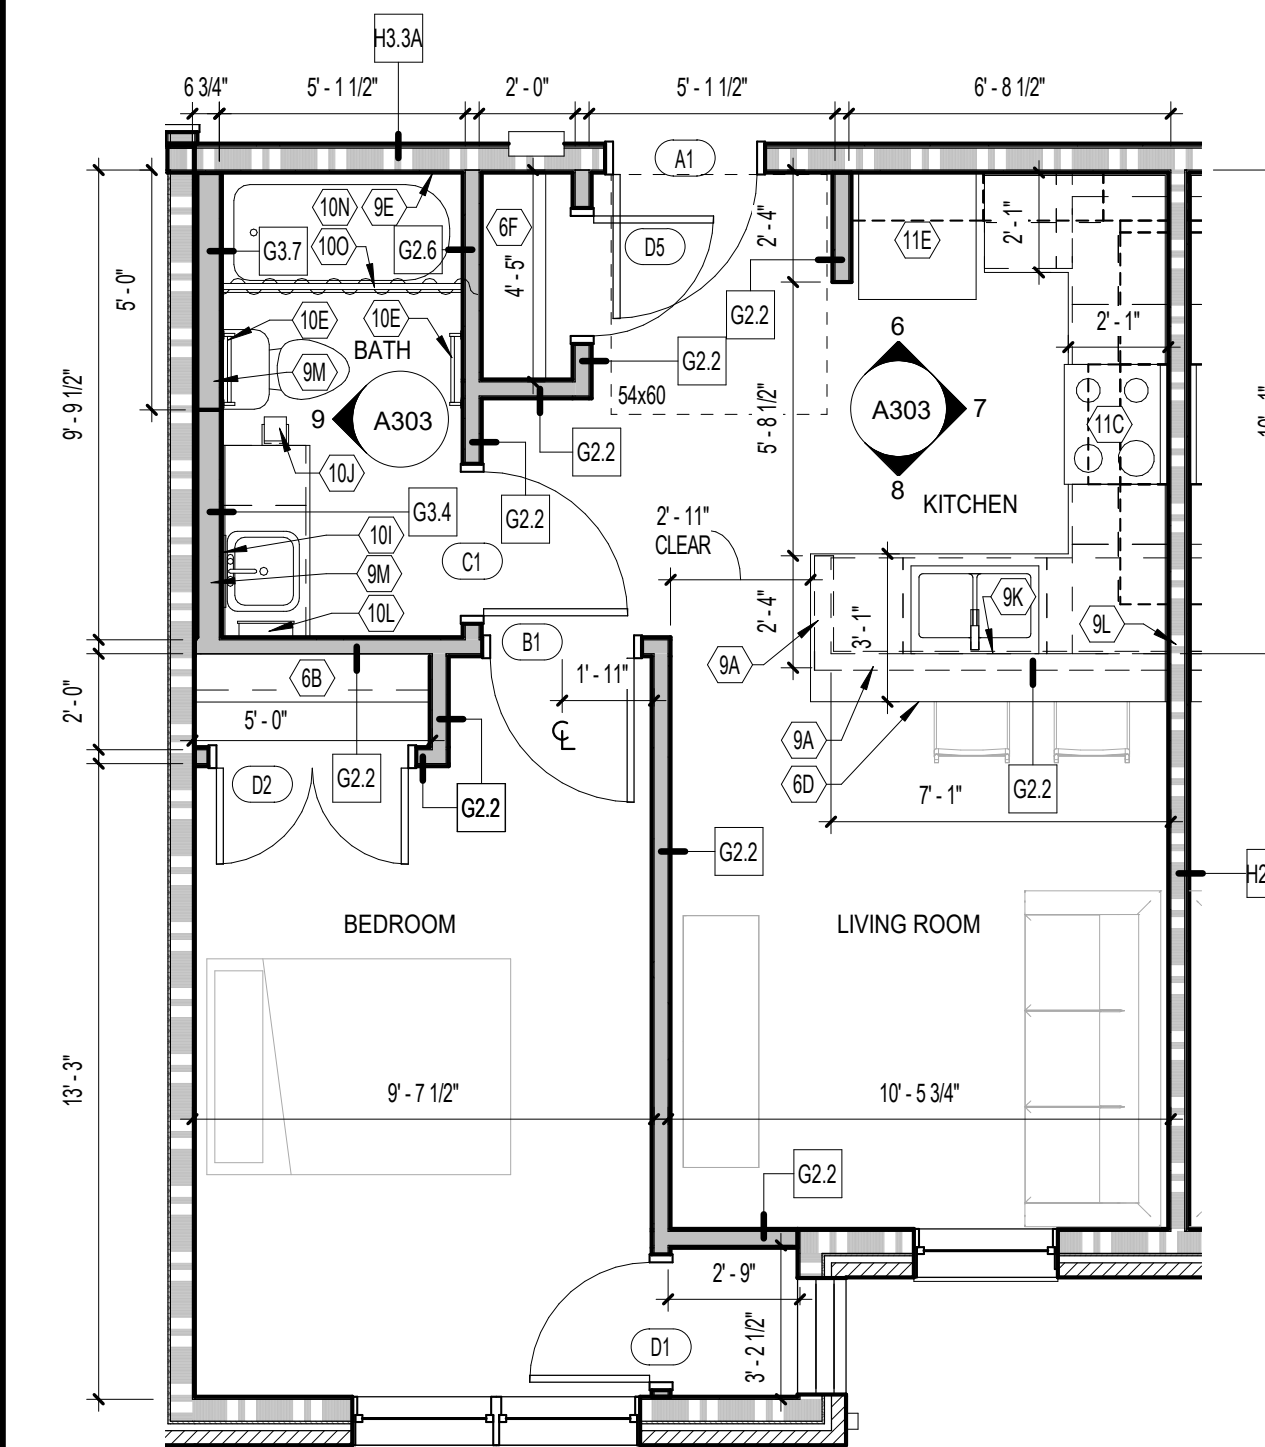 H3.3A
6 3/4"
5' - 1 1/2"
2' - 0"
5' - 1 1/2"
6' - 8 1/2"
A1
10N
9E
6F
10O
G3.7
G2.6
D5
2' - 4"
11E
2' - 1"
4' - 5"
5' - 0"
10E
10E
BATH
G2.2
6
2' - 1"
9M
G2.2
54x60
9' - 9 1/2"
9
A303
5' - 8 1/2"
A303
7
11C
G2.2
10J
8
KITCHEN
G3.4
G2.2
2' - 11"
CLEAR
10I
C1
9M
9K
10L
2' - 4"
3' - 1"
9L
B1
9A
6B
1' - 11"
2' - 0"
5' - 0"
℄
9A
D2
G2.2
6D
G2.2
G2.2
7' - 1"
G2.2
H2
BEDROOM
LIVING ROOM
13' - 3"
9' - 7 1/2"
10' - 5 3/4"
G2.2
2' - 9"
D1
3' - 2 1/2"